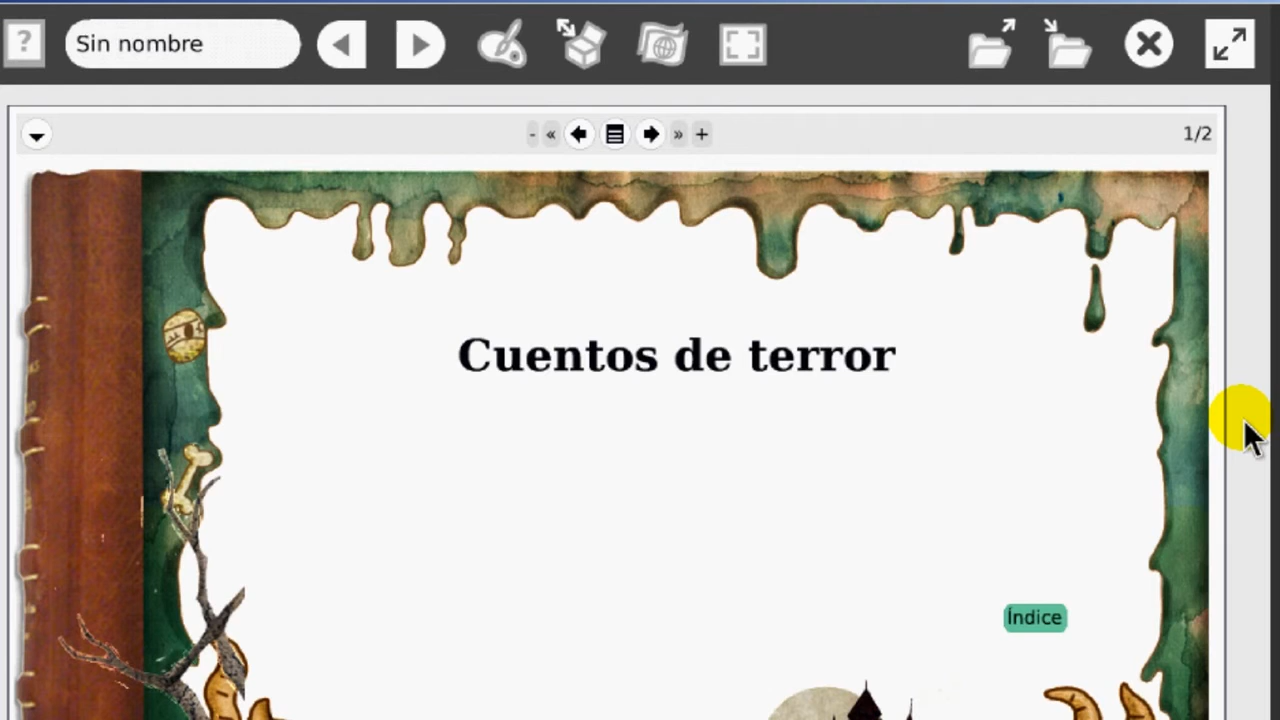 ?
Sin nombre
- « » + 1/2
Cuentos de terror
Índice